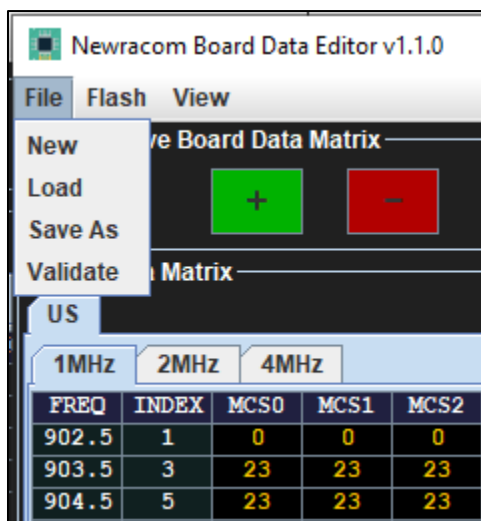 Newracom Board Data Editor v1.1.0
File Flash View
New
ve Board Data Matrix
Load
+ -
Save As
Validate
Matrix
US
1MHz 2MHz 4MHz
FREQ INDEX MCS0 MCS1 MCS2
902.5 1 0 0 0
903.5 3 23 23 23
904.5 5 23 23 23